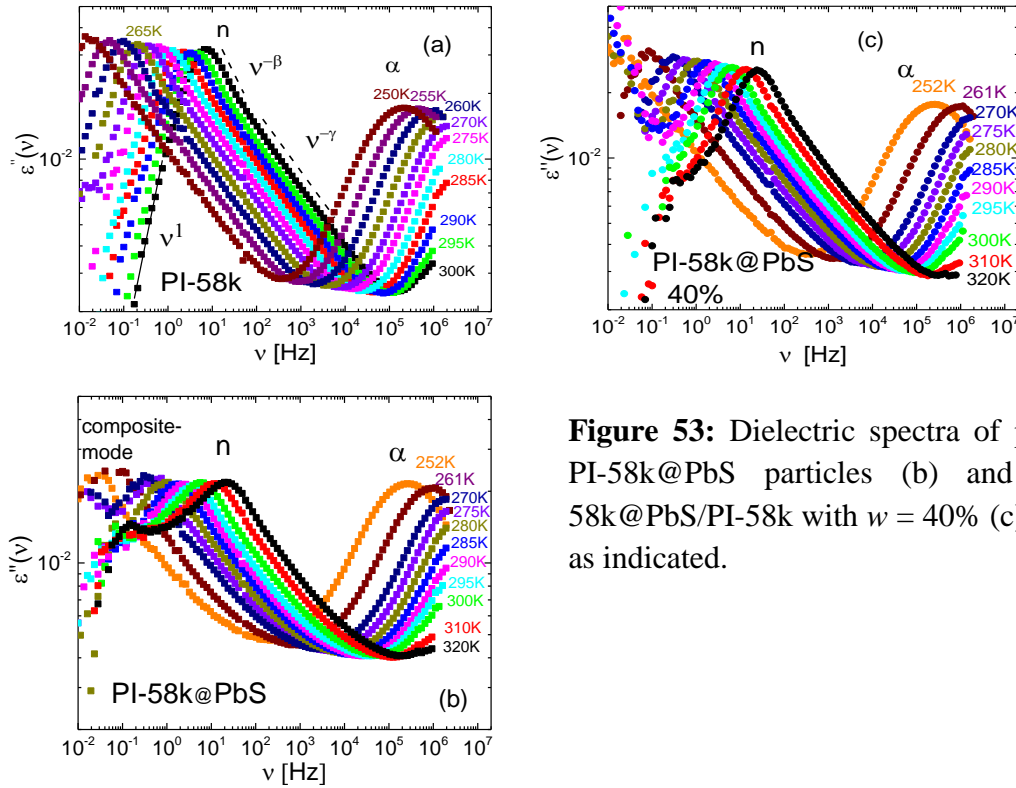 (a)
n
α
265K
ν^−β
ν^−γ
250K
255K
260K
270K
275K
280K
285K
290K
295K
300K
ν^1
PI-58k
10^-2
ε''(ν)
10^-2 10^-1 10^0 10^1 10^2 10^3 10^4 10^5 10^6 10^7
ν [Hz]
(c)
n
α
252K
261K
270K
275K
280K
285K
290K
295K
300K
310K
320K
PI-58k@PbS
40%
10^-2
ε''(ν)
10^-2 10^-1 10^0 10^1 10^2 10^3 10^4 10^5 10^6 10^7
ν [Hz]
composite-
mode
n
α
252K
261K
270K
275K
280K
285K
290K
295K
300K
310K
320K
PI-58k@PbS
(b)
10^-2
ε''(ν)
10^-2 10^-1 10^0 10^1 10^2 10^3 10^4 10^5 10^6 10^7
ν [Hz]
Figure 53: Dielectric spectra of
PI-58k@PbS particles (b) and
58k@PbS/PI-58k with w = 40% (c)
as indicated.